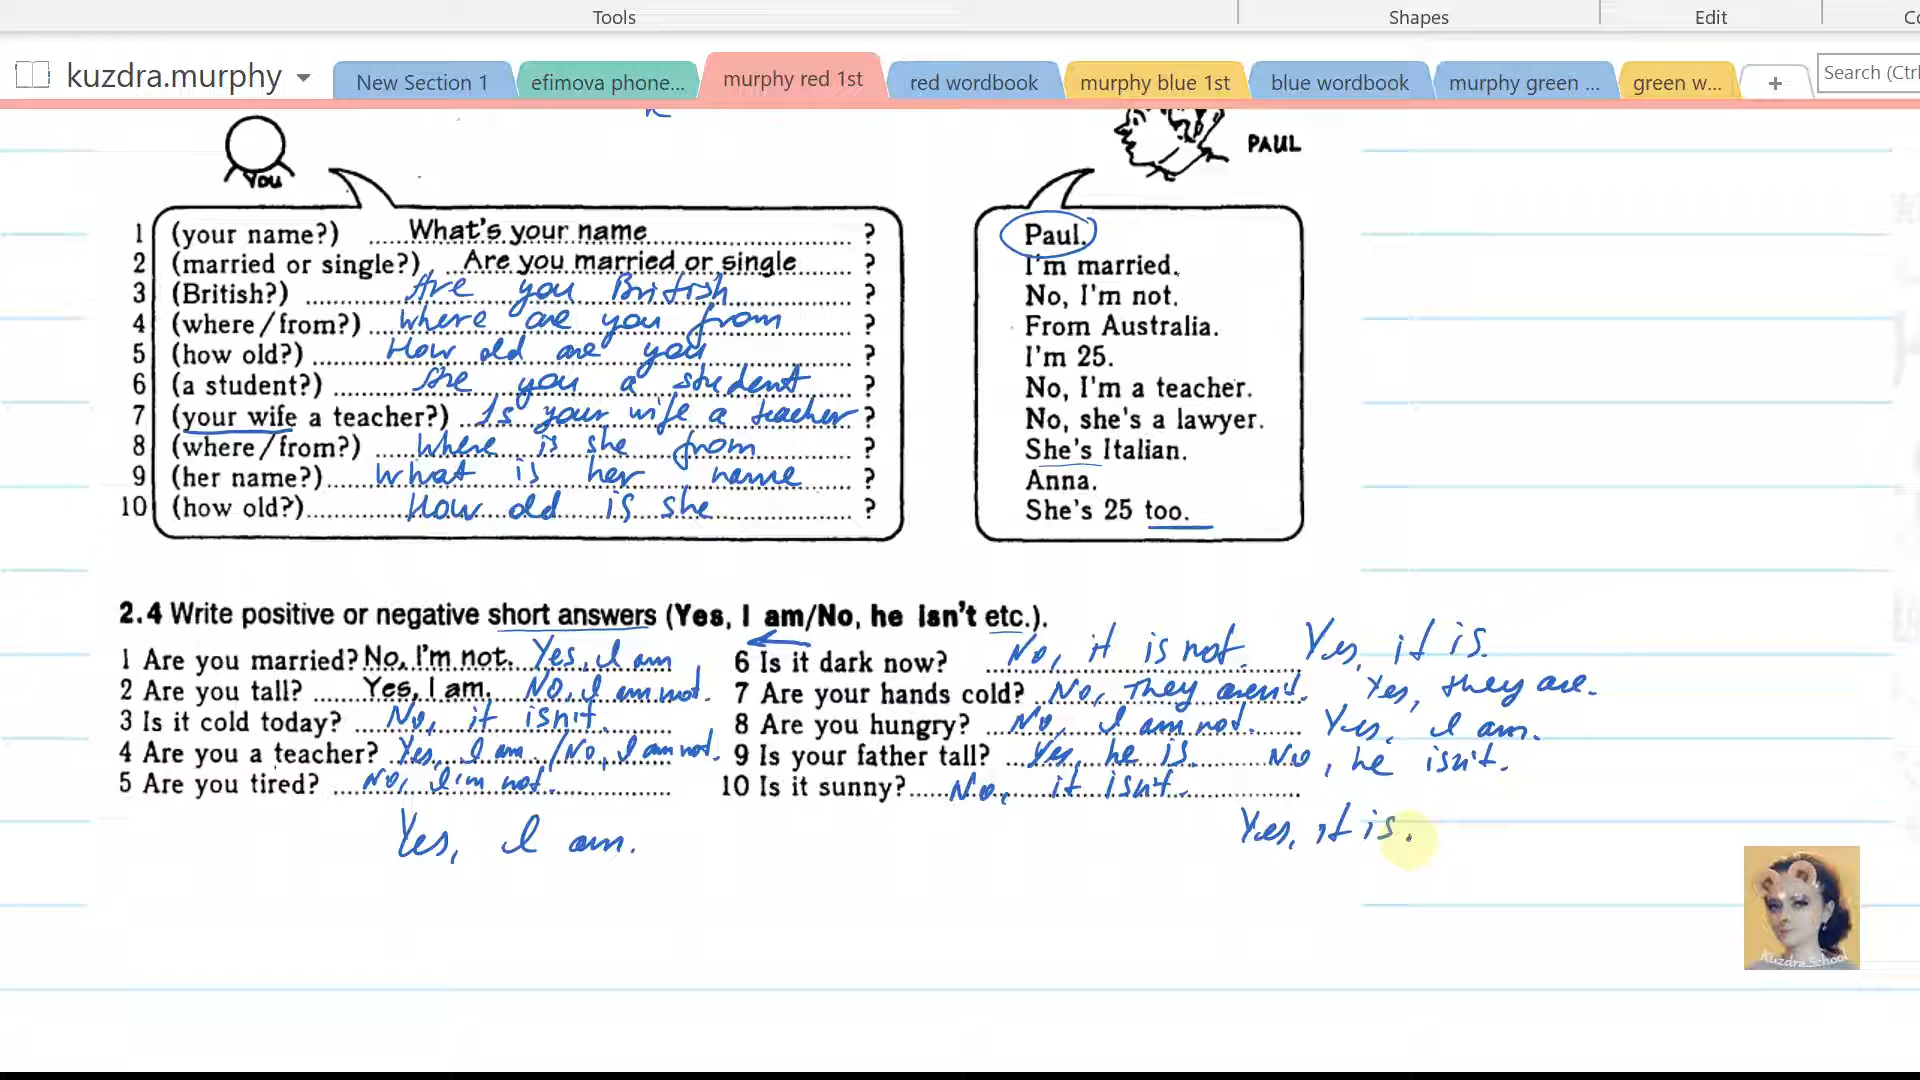 Tools Shapes Edit
kuzdra.murphy New Section 1 efimova phone... murphy red 1st red wordbook murphy blue 1st blue wordbook murphy green ... green w... + Search (Ctrl
YOU
PAUL
1 (your name?) What's your name ?
2 (married or single?) Are you married or single ?
3 (British?) Are you British ?
4 (where/from?) Where are you from ?
5 (how old?) How old are you ?
6 (a student?) Are you a student ?
7 (your wife a teacher?) Is your wife a teacher ?
8 (where/from?) Where is she from ?
9 (her name?) What is her name ?
10 (how old?) How old is she ?
Paul.
I'm married.
No, I'm not.
From Australia.
I'm 25.
No, I'm a teacher.
No, she's a lawyer.
She's Italian.
Anna.
She's 25 too.
2.4 Write positive or negative short answers (Yes, I am/No, he isn't etc.).
1 Are you married? No, I'm not. Yes, I am
2 Are you tall? Yes, I am. No, I am not.
3 Is it cold today? No, it isn't.
4 Are you a teacher? Yes, I am /No, I am not.
5 Are you tired? No, I'm not.
Yes, I am.
6 Is it dark now? No, it is not. Yes, it is.
7 Are your hands cold? No, they aren't. Yes, they are.
8 Are you hungry? No, I am not. Yes, I am.
9 Is your father tall? Yes, he is. No, he isn't.
10 Is it sunny? No, it isn't.
Yes, it is.
Kuzdra.School